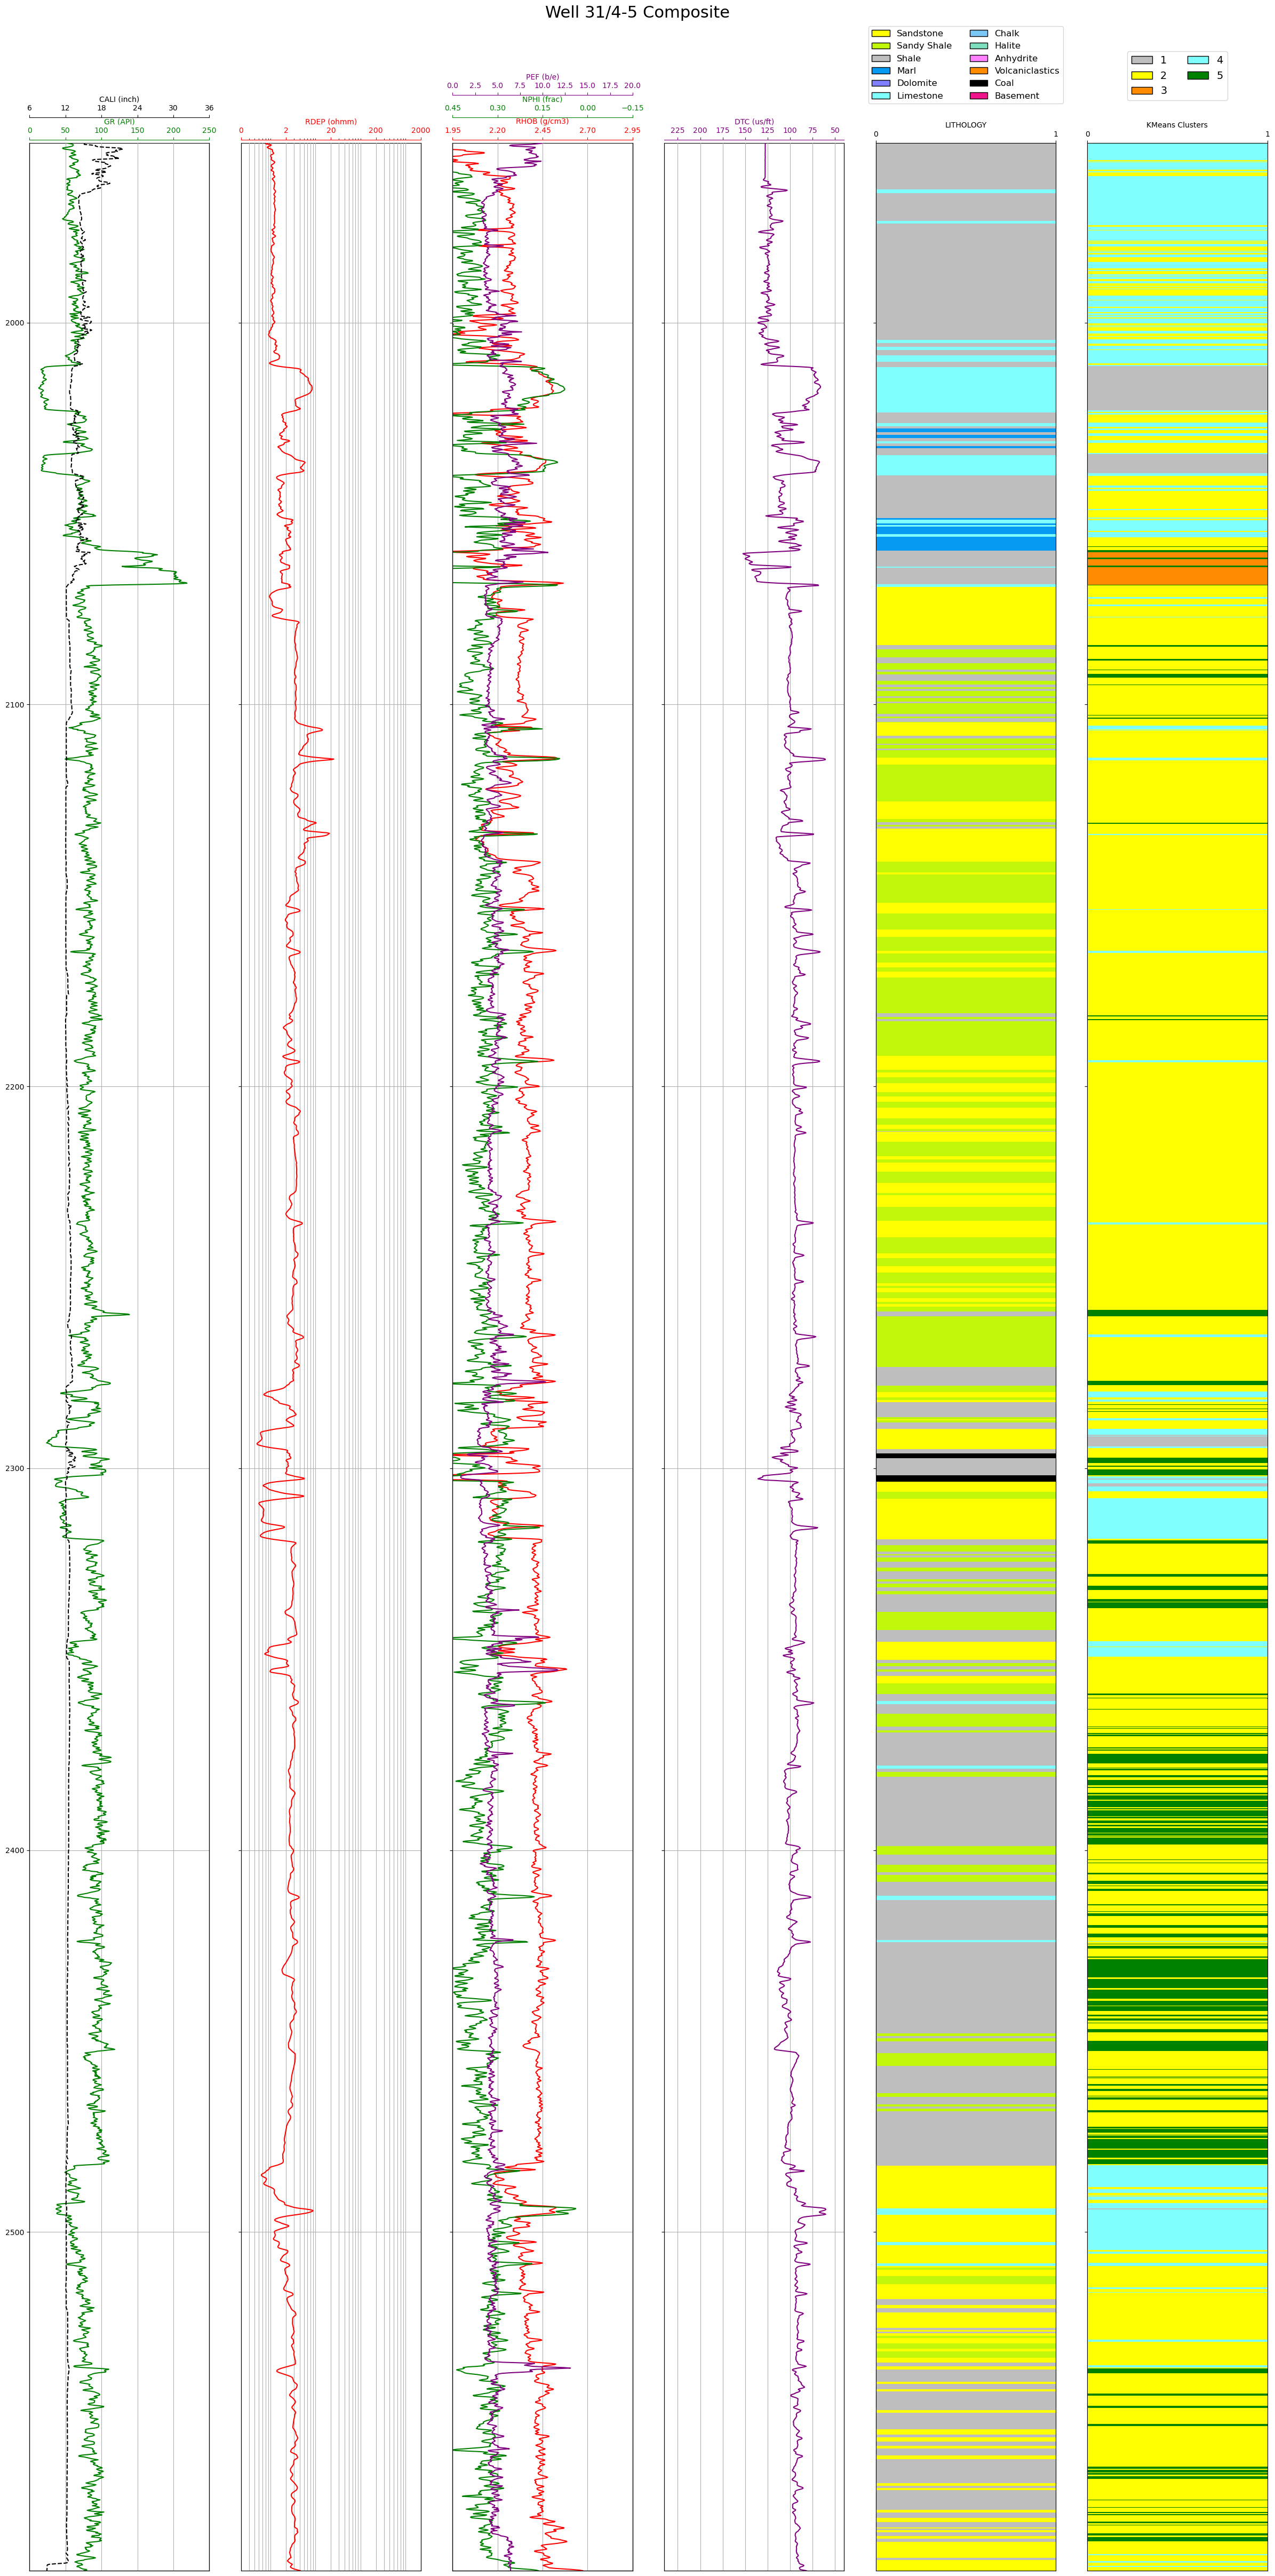 Well 31/4-5 Composite
Sandstone Chalk
Sandy Shale Halite
Shale Anhydrite
Marl Volcaniclastics
Dolomite Coal
Limestone Basement
1 4
2 5
3
PEF (b/e)
0.0 2.5 5.0 7.5 10.0 12.5 15.0 17.5 20.0
CALI (inch)
6 12 18 24 30 36
NPHI (frac)
0.45 0.30 0.15 0.00 −0.15
GR (API)
0 50 100 150 200 250
RDEP (ohmm)
0 2 20 200 2000
RHOB (g/cm3)
1.95 2.20 2.45 2.70 2.95
DTC (us/ft)
225 200 175 150 125 100 75 50
LITHOLOGY
0 1
KMeans Clusters
0 1
2000
2100
2200
2300
2400
2500